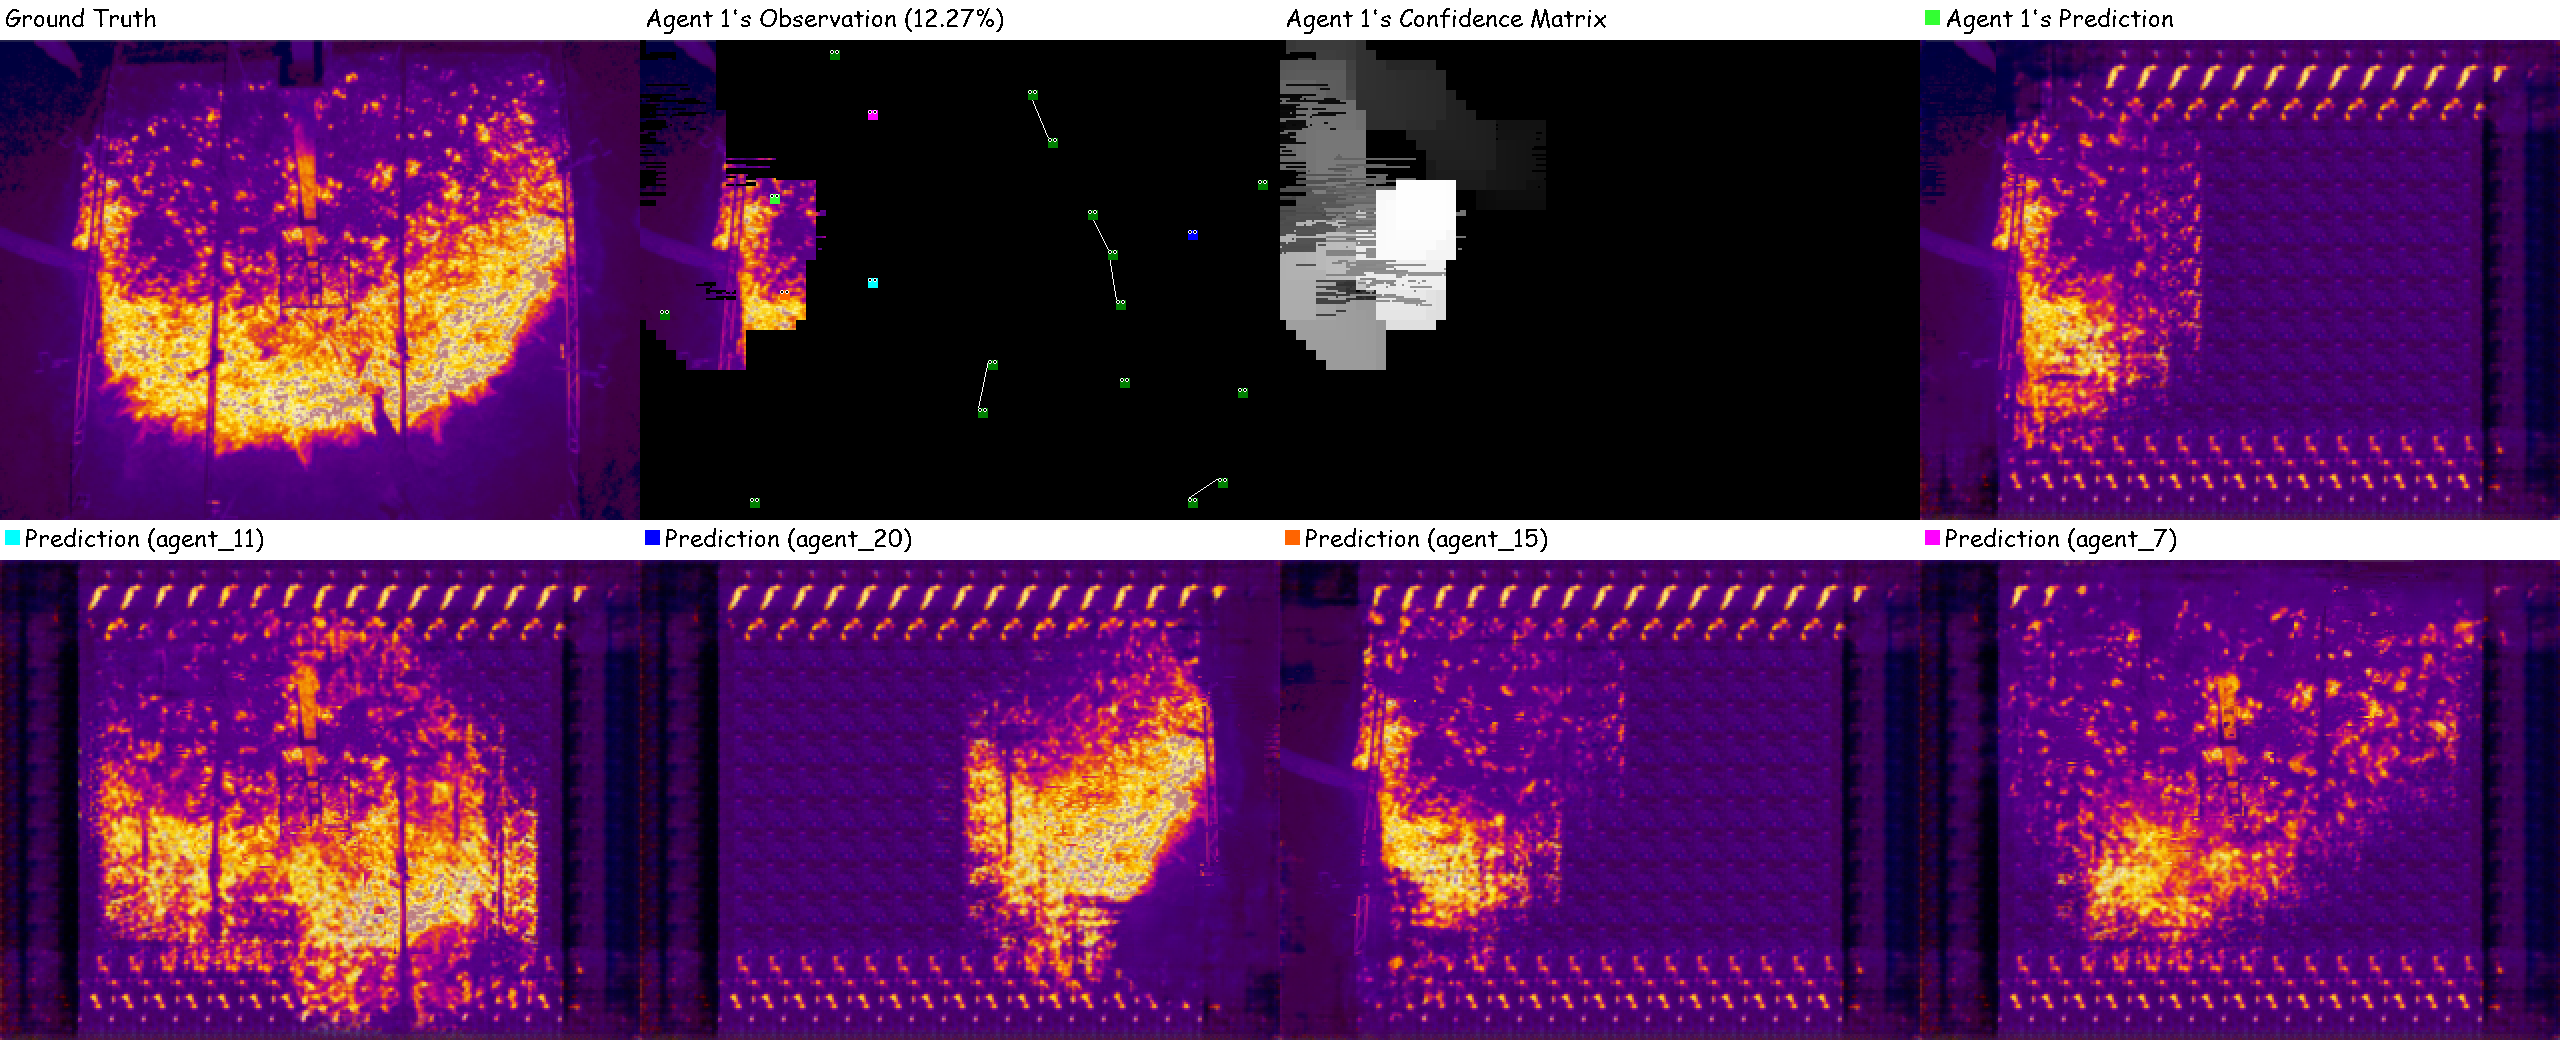 Ground Truth
Agent 1's Observation (12.27%)
Agent 1's Confidence Matrix
Agent 1's Prediction
Prediction (agent_11)
Prediction (agent_20)
Prediction (agent_15)
Prediction (agent_7)